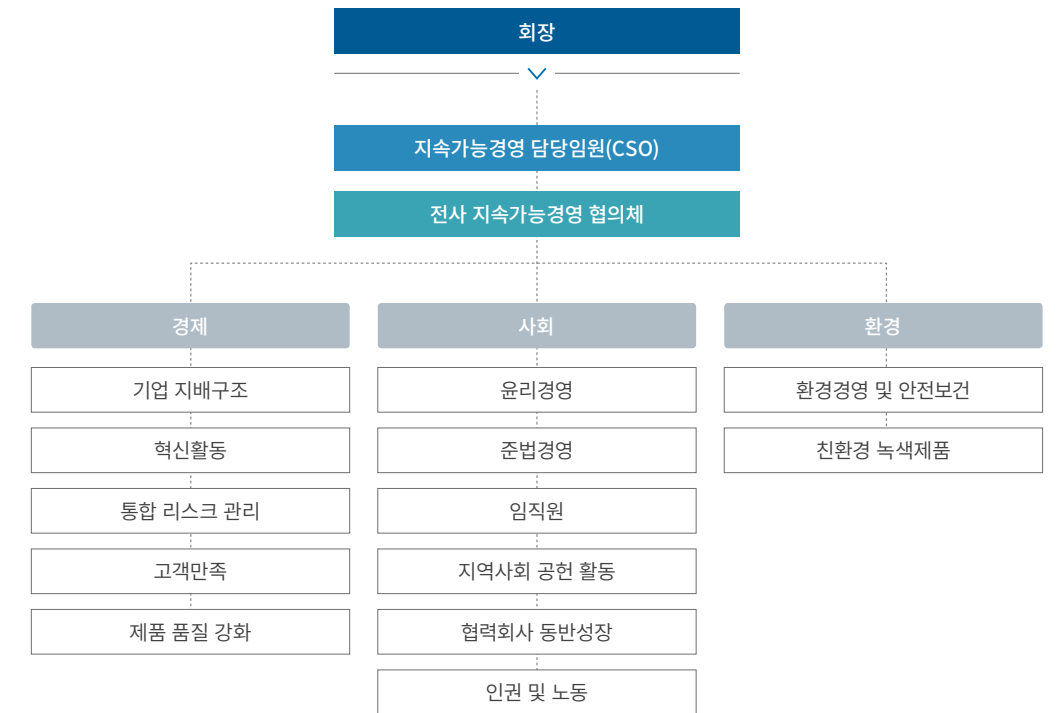 회장
지속가능경영 담당임원(CSO)
전사 지속가능경영 협의체
경제
기업 지배구조
혁신활동
통합 리스크 관리
고객만족
제품 품질 강화
사회
윤리경영
준법경영
임직원
지역사회 공헌 활동
협력회사 동반성장
인권 및 노동
환경
환경경영 및 안전보건
친환경 녹색제품